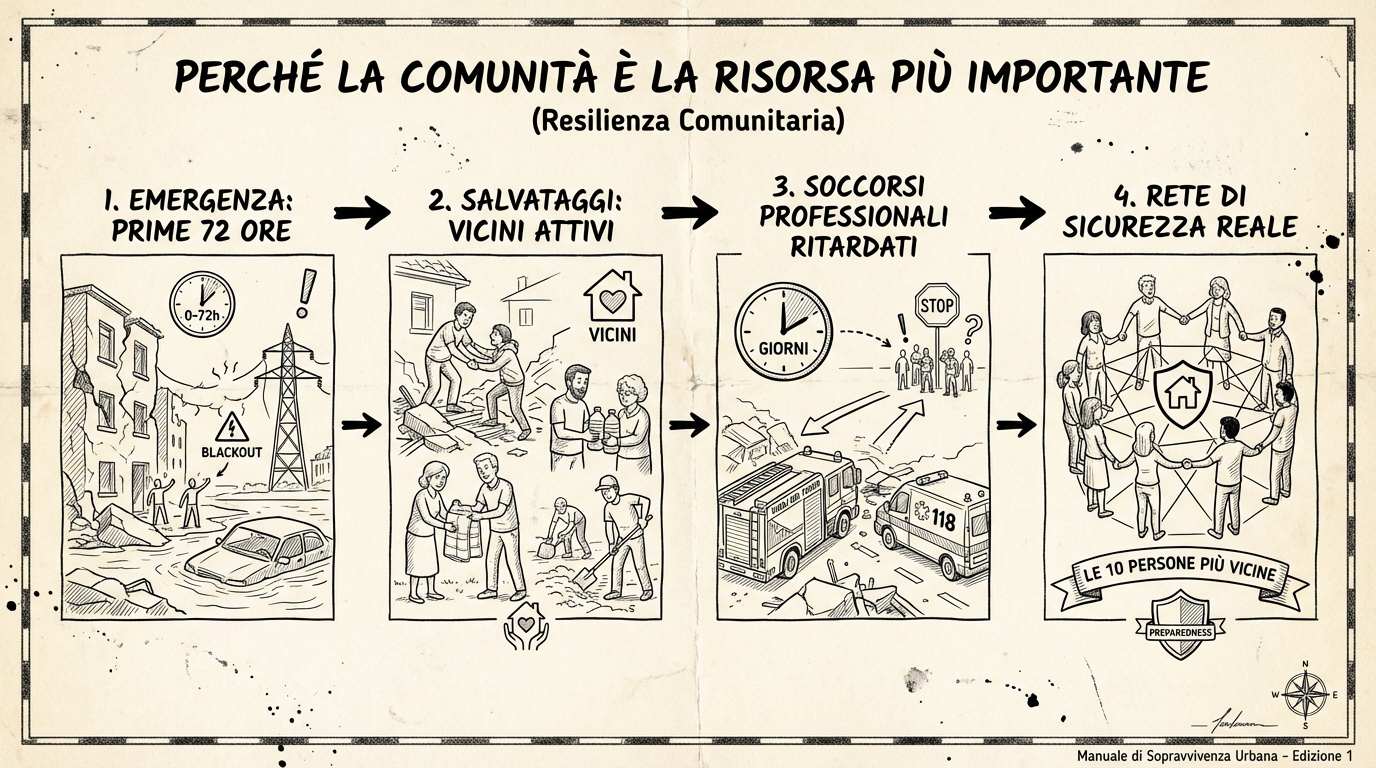 PERCHÉ LA COMUNITÀ È LA RISORSA PIÙ IMPORTANTE
(Resilienza Comunitaria)
1. EMERGENZA:
PRIME 72 ORE
0-72h
!
BLACKOUT
2. SALVATAGGI:
VICINI ATTIVI
VICINI
3. SOCCORSI
PROFESSIONALI
RITARDATI
GIORNI
STOP
! ?
118
4. RETE DI
SICUREZZA REALE
LE 10 PERSONE PIÙ VICINE
PREPAREDNESS
N
W E
S
Manuale di Sopravvivenza Urbana - Edizione 1